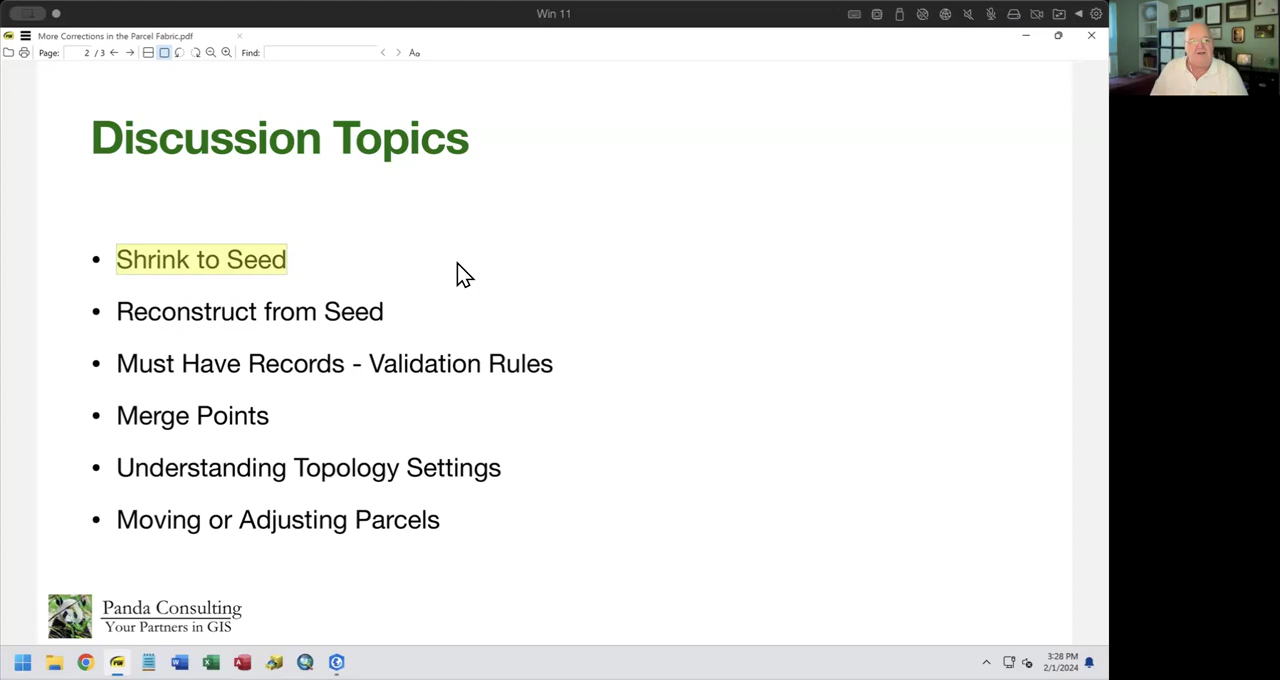 Win 11
More Corrections in the Parcel Fabric.pdf
Page: 2 / 3 Find: Aa
Discussion Topics
• Shrink to Seed
• Reconstruct from Seed
• Must Have Records - Validation Rules
• Merge Points
• Understanding Topology Settings
• Moving or Adjusting Parcels
Panda Consulting
Your Partners in GIS
3:28 PM
2/1/2024